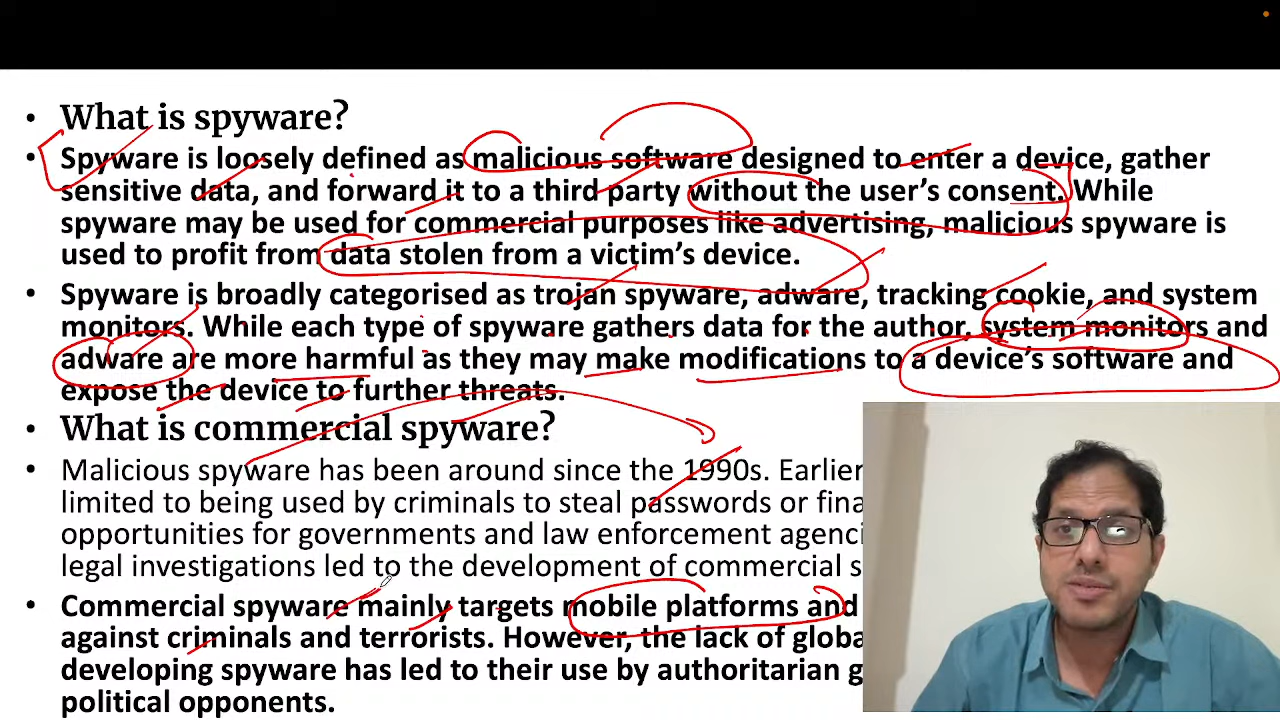 • What is spyware?
• Spyware is loosely defined as malicious software designed to enter a device, gather
sensitive data, and forward it to a third party without the user's consent. While
spyware may be used for commercial purposes like advertising, malicious spyware is
used to profit from data stolen from a victim's device.
• Spyware is broadly categorised as trojan spyware, adware, tracking cookie, and system
monitors. While each type of spyware gathers data for the author, system monitors and
adware are more harmful as they may make modifications to a device's software and
expose the device to further threats.
• What is commercial spyware?
• Malicious spyware has been around since the 1990s. Earlier
limited to being used by criminals to steal passwords or fina
opportunities for governments and law enforcement agenci
legal investigations led to the development of commercial s
• Commercial spyware mainly targets mobile platforms and
against criminals and terrorists. However, the lack of globa
developing spyware has led to their use by authoritarian g
political opponents.